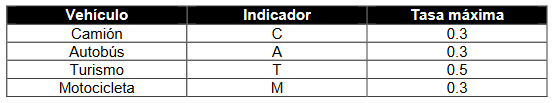 Vehículo Indicador Tasa máxima
Camión C 0.3
Autobús A 0.3
Turismo T 0.5
Motocicleta M 0.3